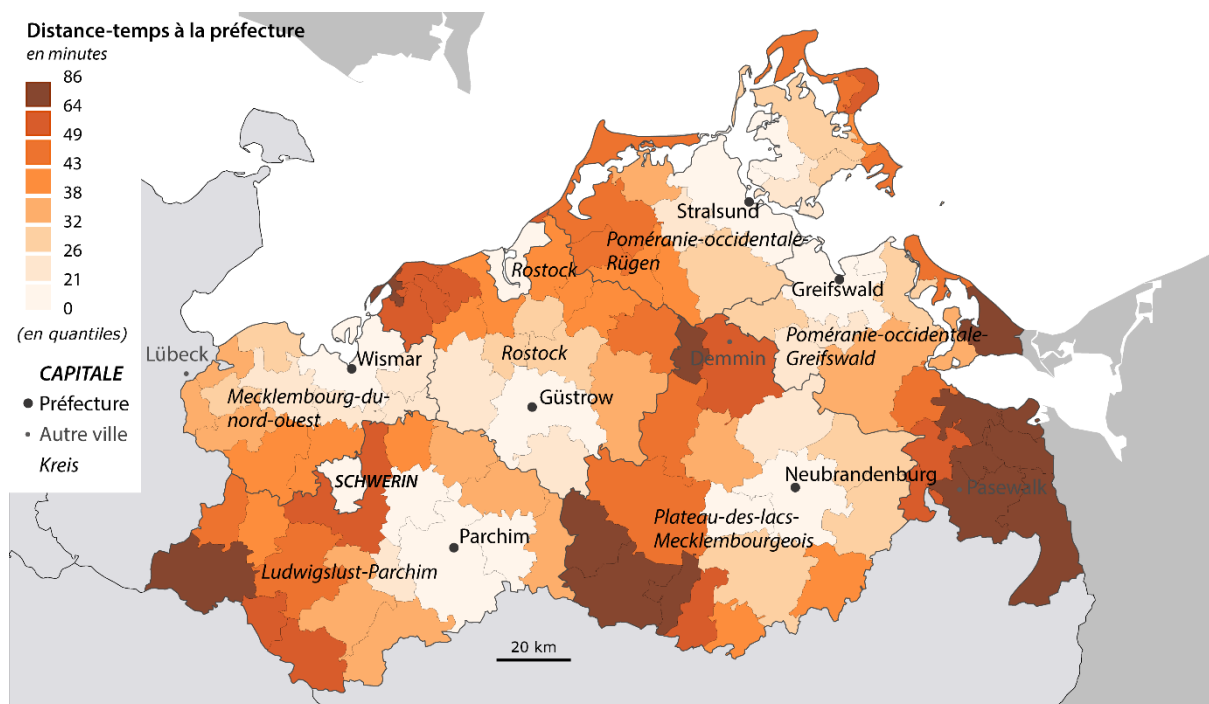 Distance-temps à la préfecture
en minutes
86
64
49
43
38
32
26
21
0
(en quantiles)
CAPITALE
Préfecture
Autre ville
Kreis
Stralsund
Poméranie-occidentale-
Rügen
Rostock
Greifswald
Poméranie-occidentale-
Greifswald
Demmin
Rostock
Lübeck
Wismar
Mecklembourg-du-
nord-ouest
Güstrow
SCHWERIN
Neubrandenburg
Pasewalk
Plateau-des-lacs-
Mecklembourgeois
Parchim
Ludwigslust-Parchim
20 km